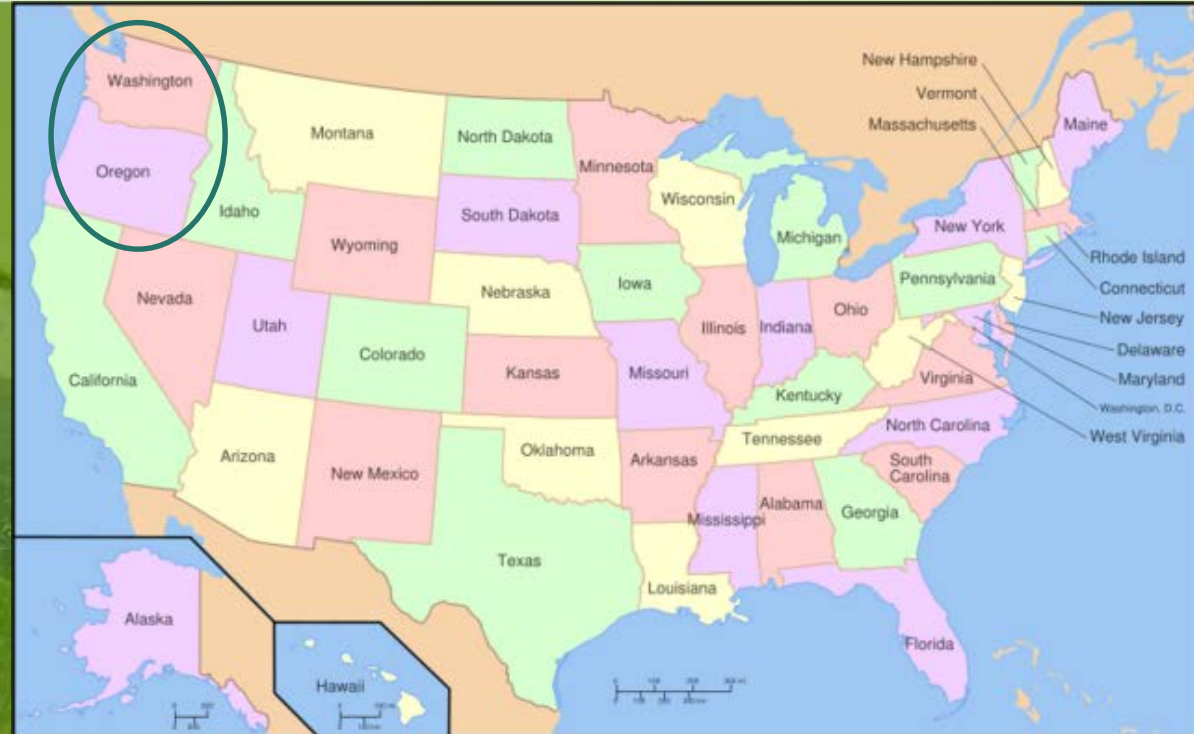 New Hampshire
Vermont
Massachusetts
Washington
Montana
North Dakota
Minnesota
Maine
Oregon
Idaho
Wisconsin
South Dakota
Wyoming
Michigan
New York
Rhode Island
Nevada
Utah
Nebraska
Iowa
Pennsylvania
Connecticut
Illinois
Indiana
Ohio
New Jersey
California
Colorado
Kansas
Missouri
Kentucky
Virginia
Delaware
Maryland
Washington, D.C.
West Virginia
Arizona
New Mexico
Oklahoma
Arkansas
Tennessee
North Carolina
South
Carolina
Mississippi
Alabama
Georgia
Texas
Louisiana
Alaska
Hawaii
Florida